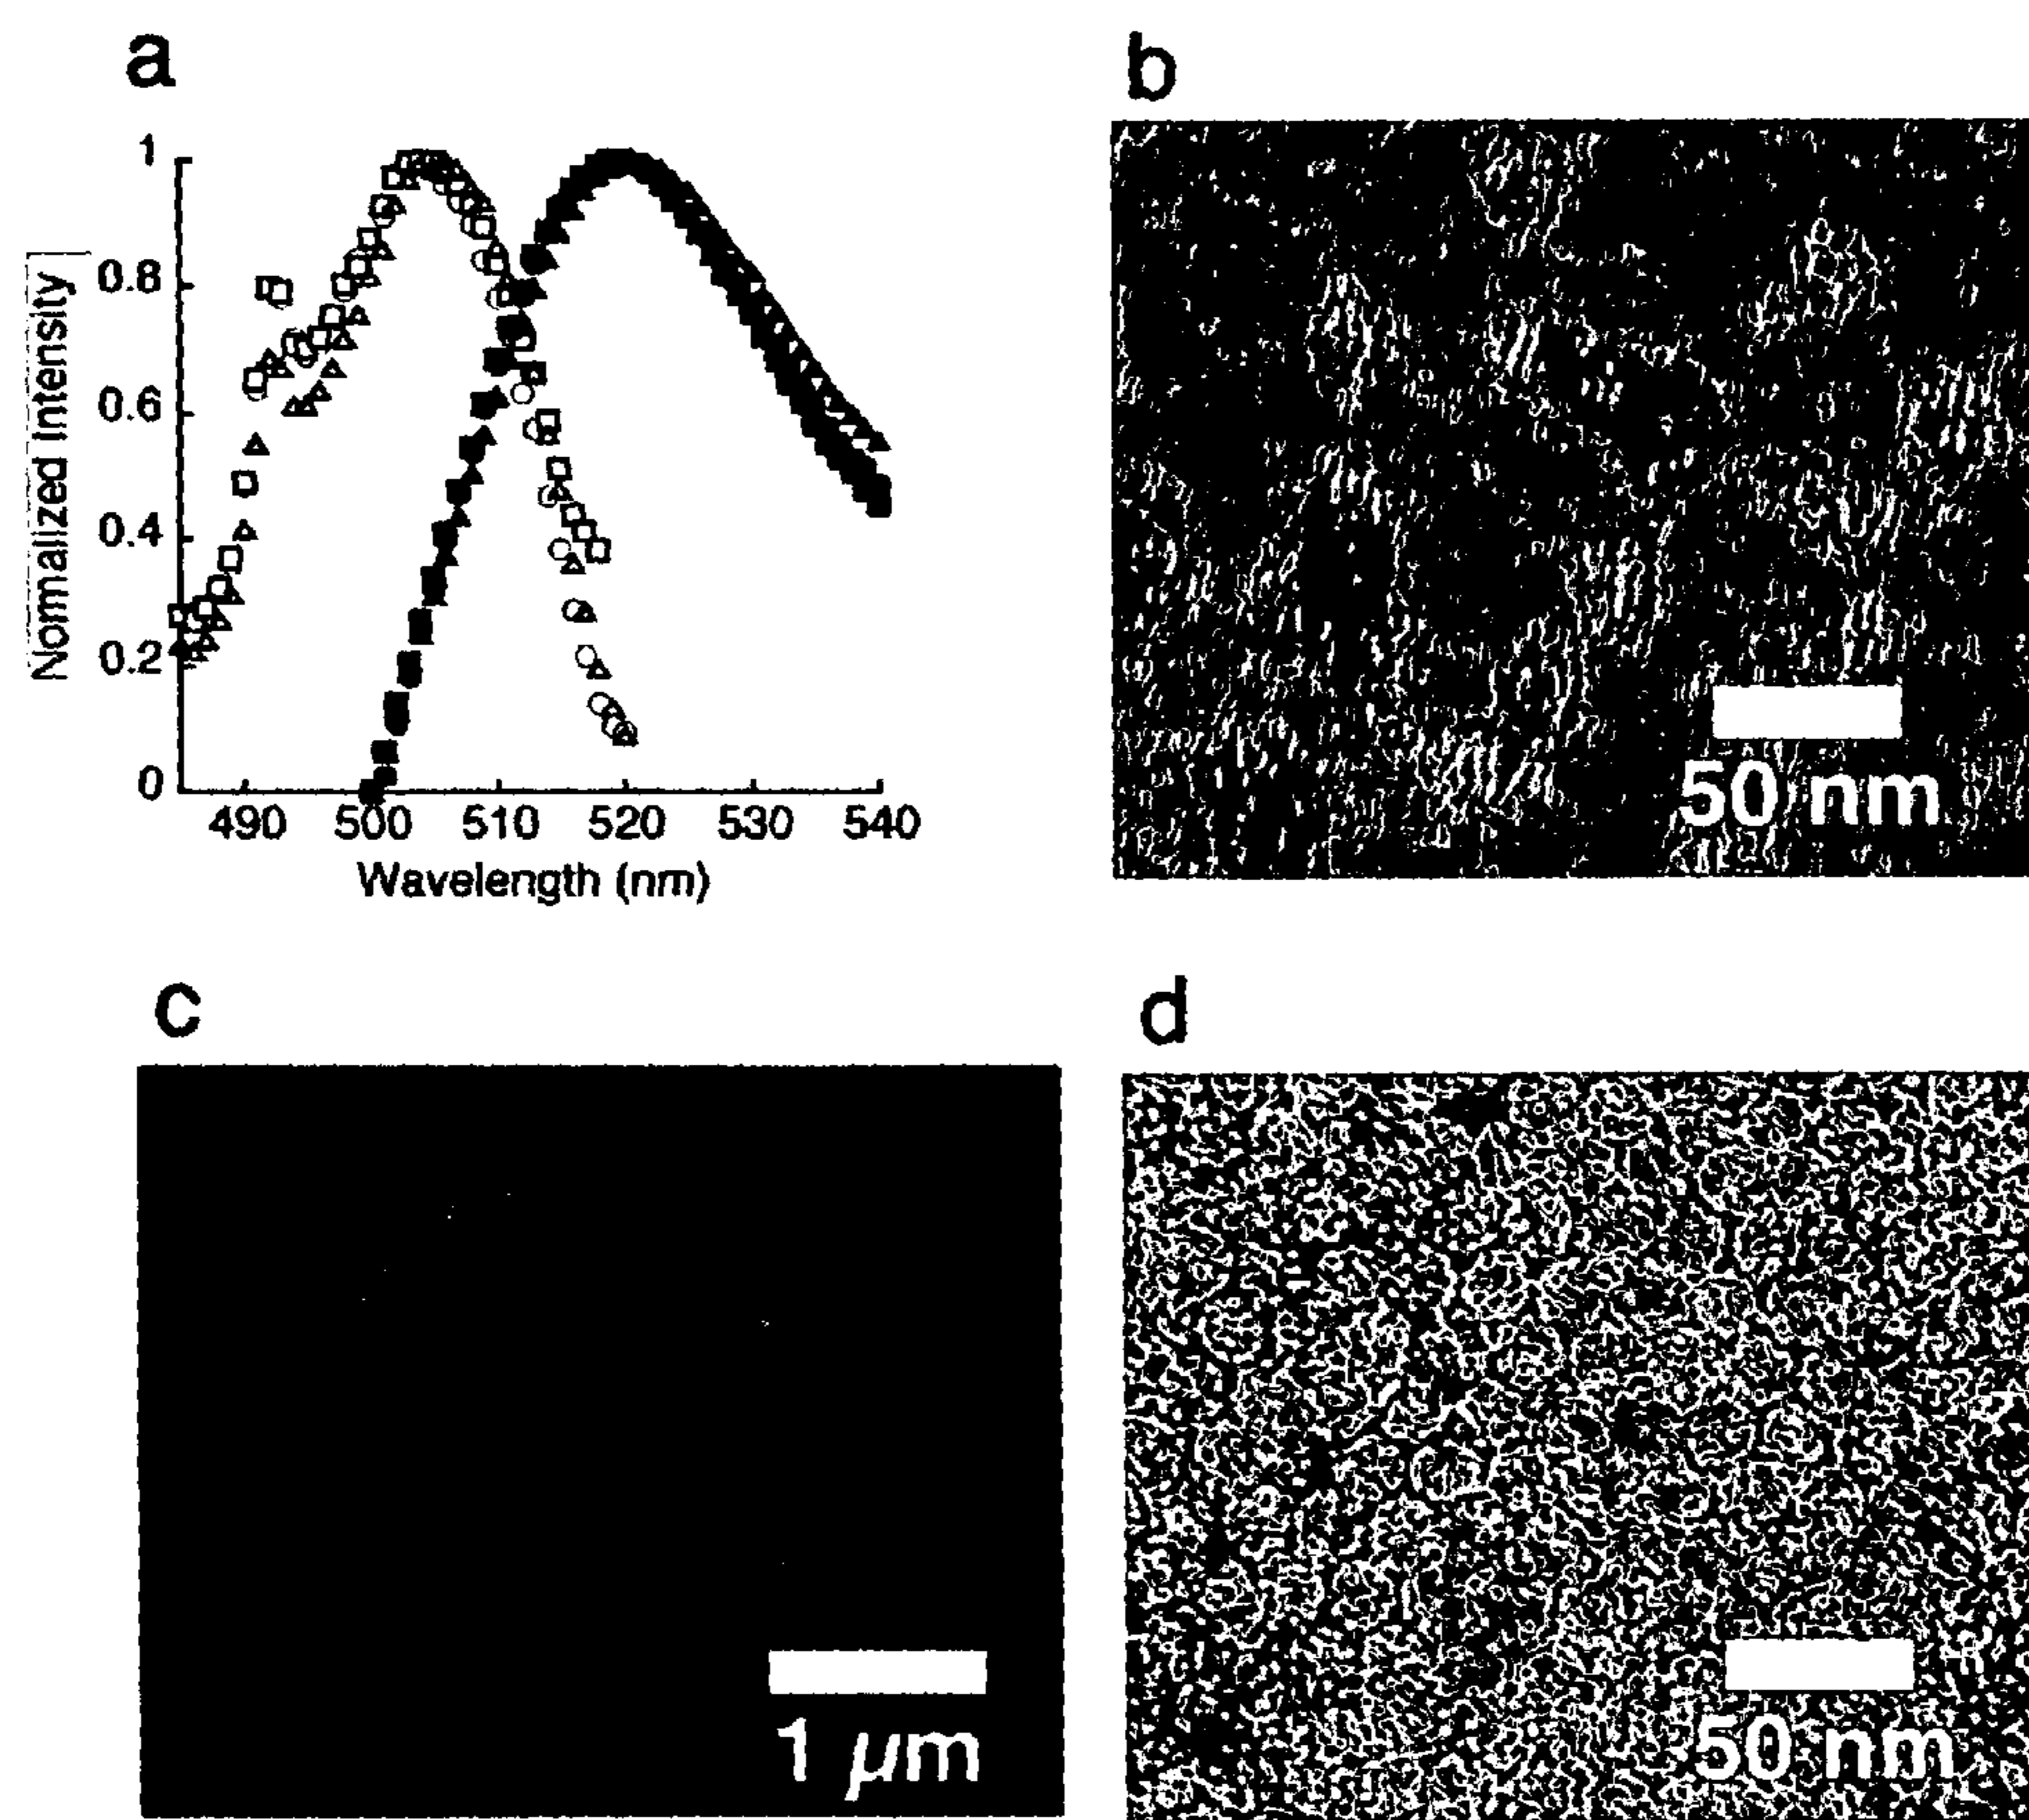 a
b
1
0.8
0.6
0.4
0.2
0
Normalized Intensity
490 500 510 520 530 540
Wavelength (nm)
50 nm
c
d
1 µm
50 nm